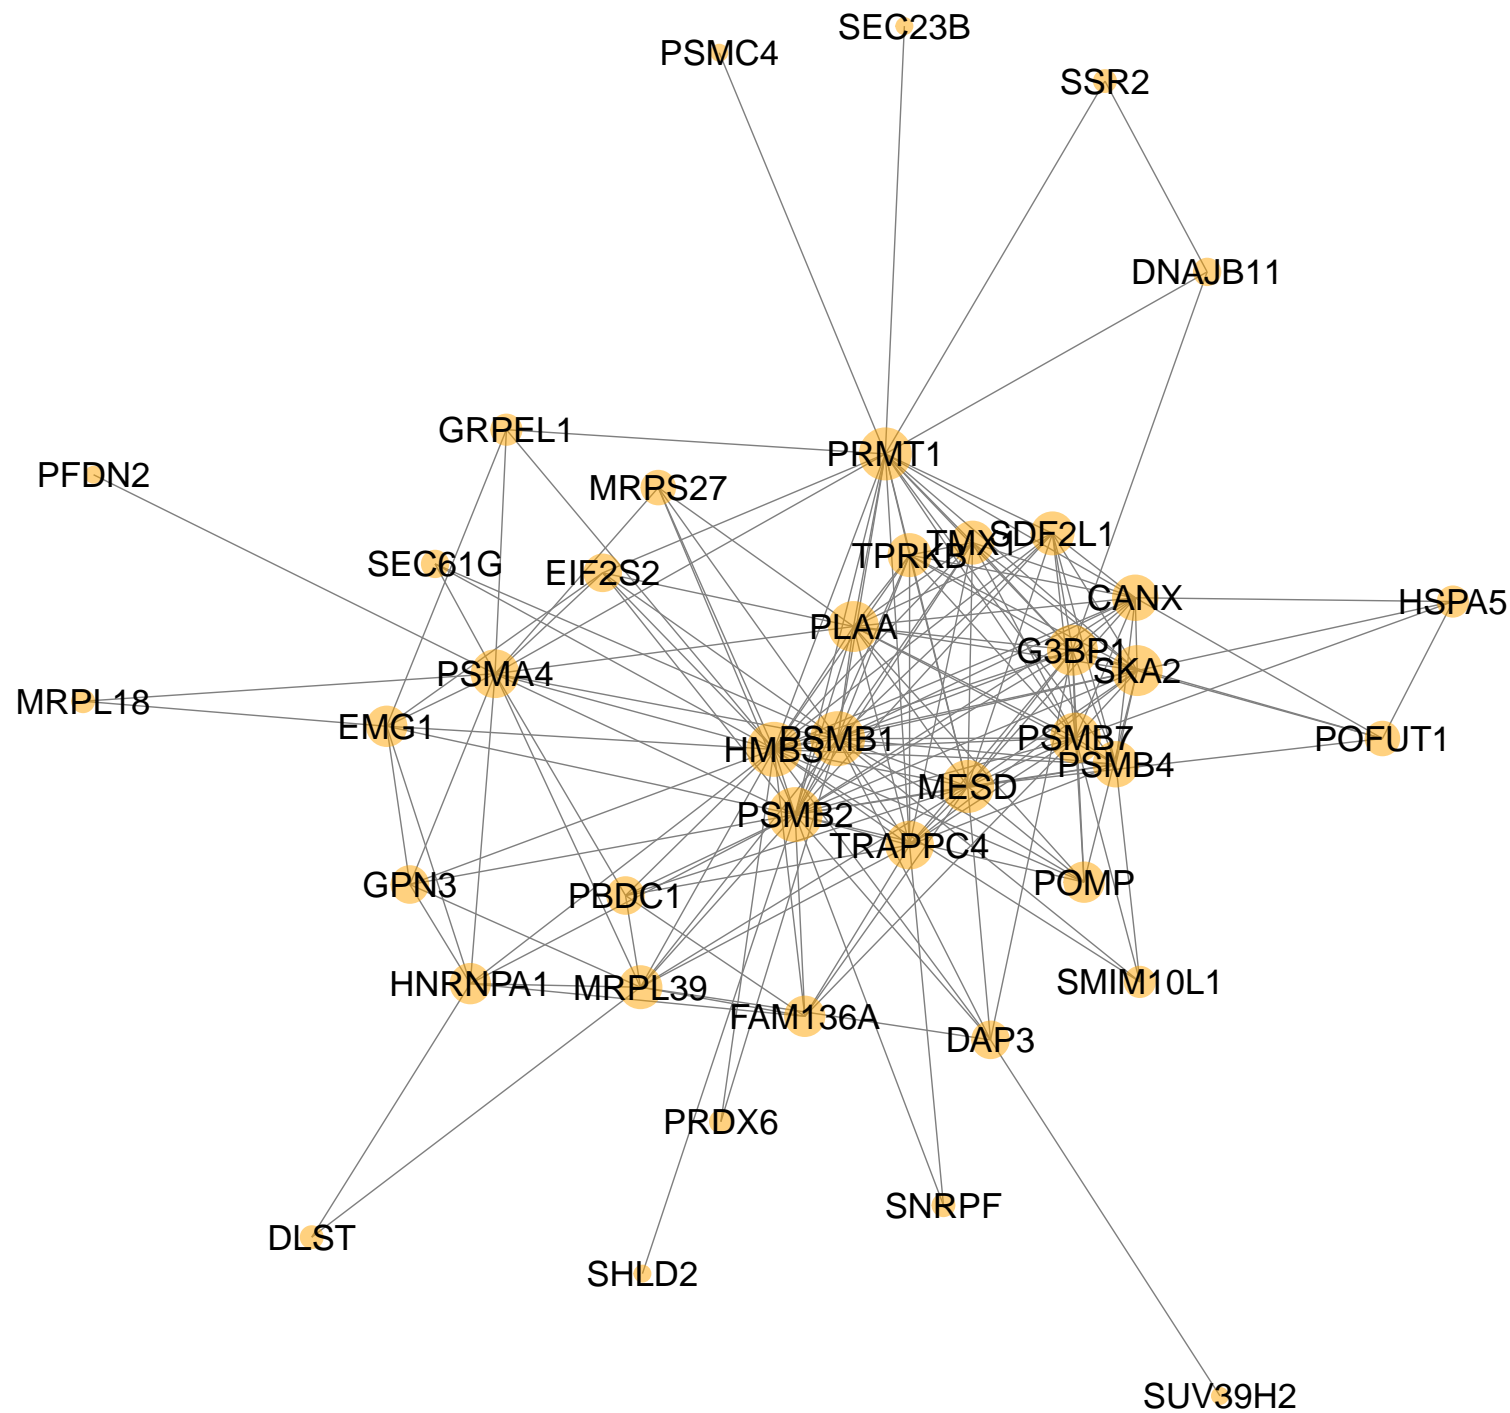 SEC23B
PSMC4
SSR2
DNAJB11
GRPEL1
PRMT1
PFDN2
MRPS27
SDF2L1
TMX1
TPRKB
SEC61G
EIF2S2
CANX
HSPA5
PLAA
G3BP1
SKA2
PSMA4
MRPL18
EMG1
PSMB1
HMBS
PSMB7
POFUT1
PSMB4
MESD
PSMB2
TRAPPC4
GPN3
PBDC1
POMP
HNRNPA1
MRPL39
SMIM10L1
FAM136A
DAP3
PRDX6
SNRPF
DLST
SHLD2
SUV39H2